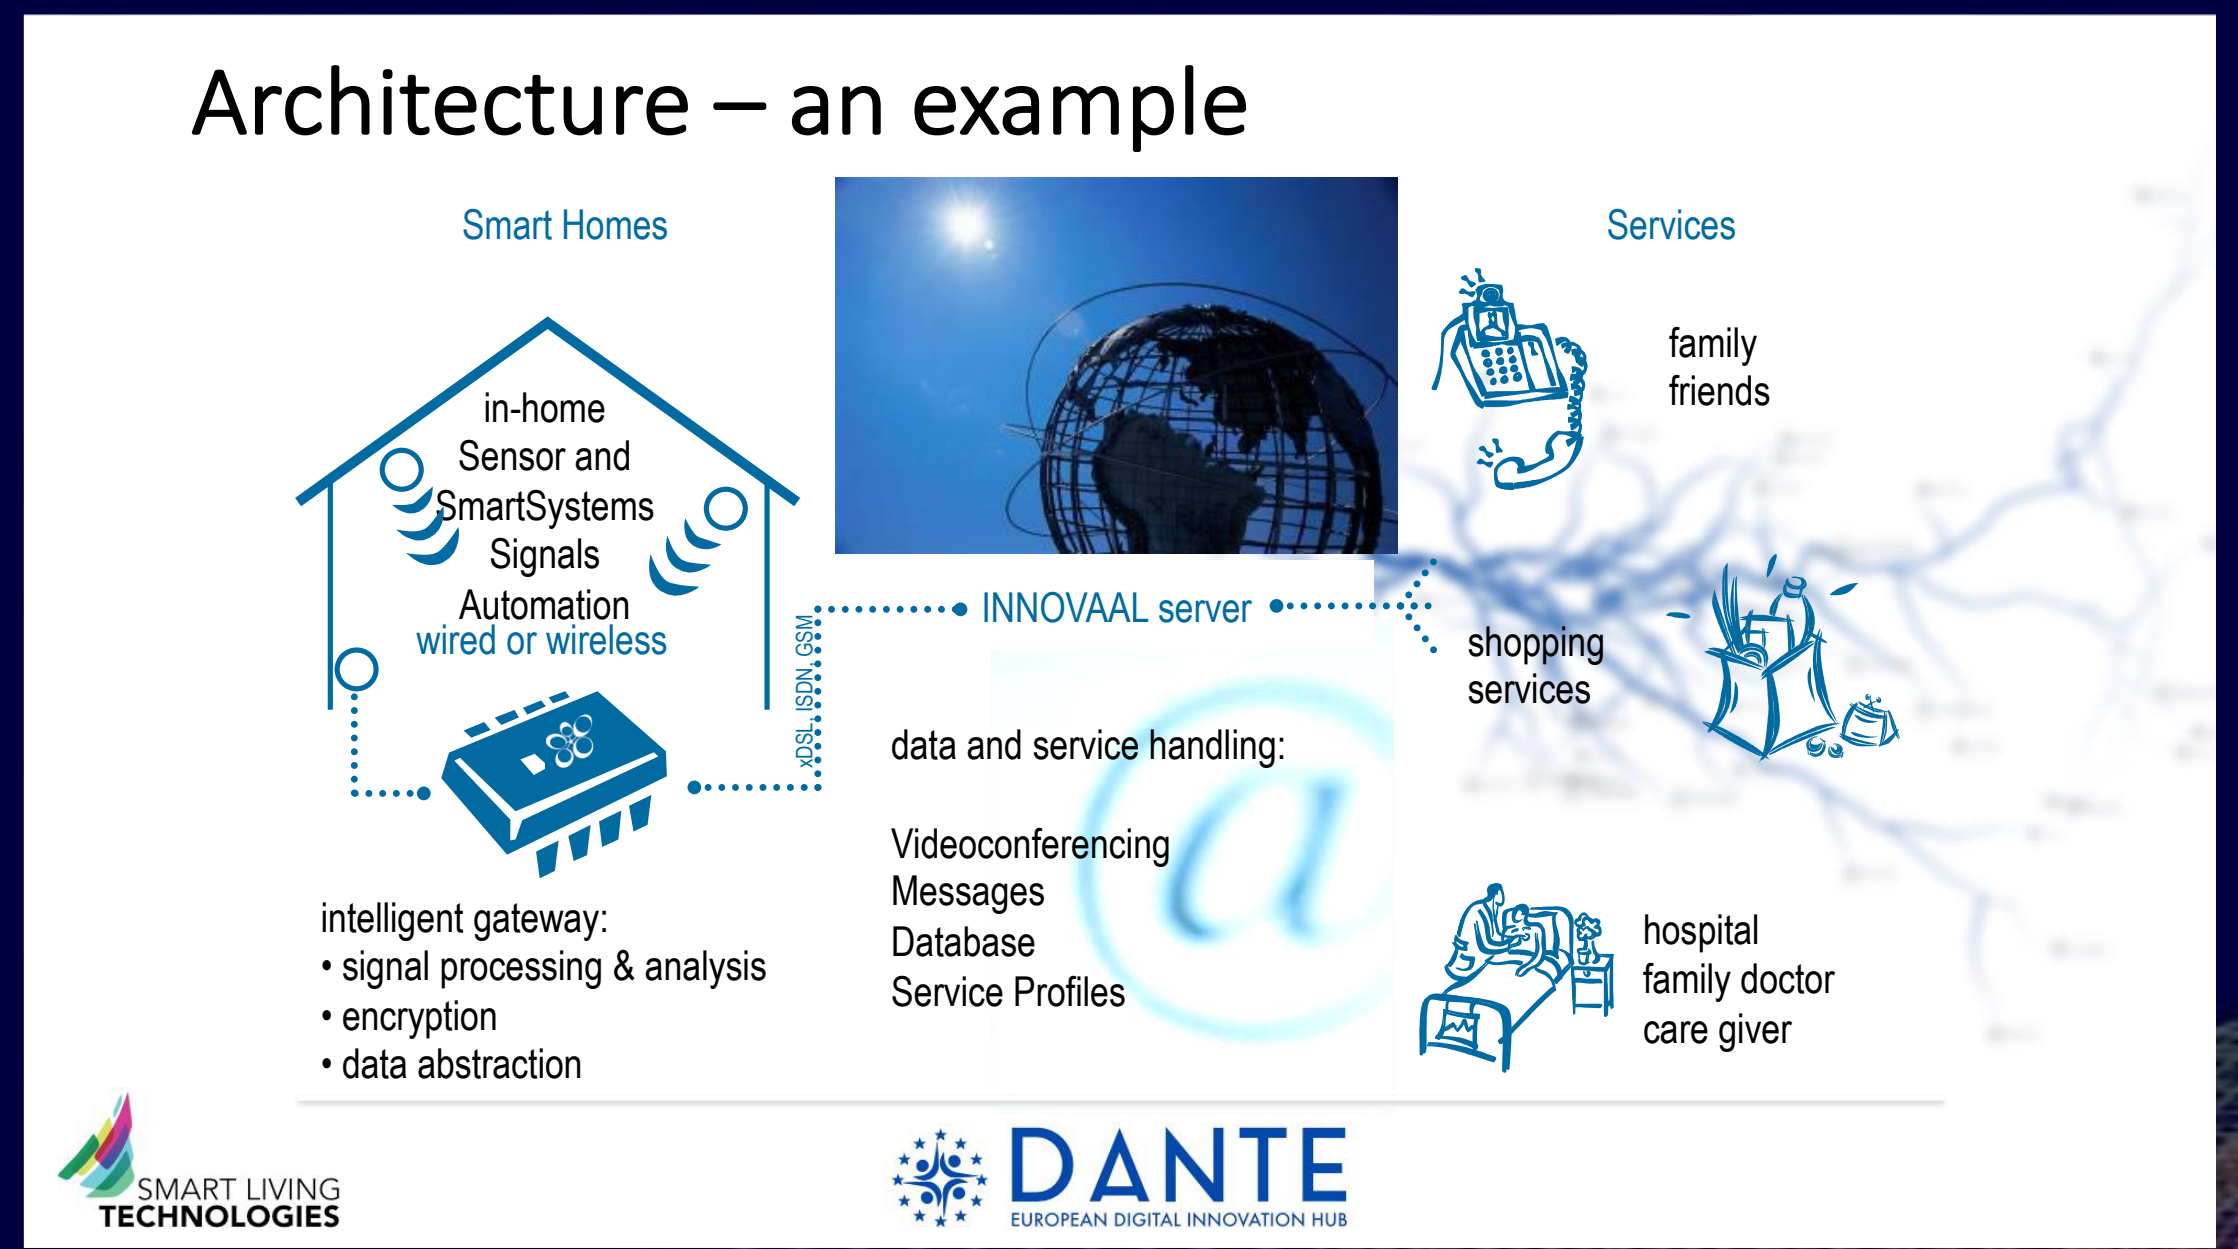 Architecture – an example
Smart Homes
in-home
Sensor and
SmartSystems
Signals
Automation
wired or wireless
xDSL, ISDN, GSM
intelligent gateway:
• signal processing & analysis
• encryption
• data abstraction
INNOVAAL server
data and service handling:
Videoconferencing
Messages
Database
Service Profiles
@
Services
family
friends
shopping
services
hospital
family doctor
care giver
SMART LIVING
TECHNOLOGIES
DANTE
EUROPEAN DIGITAL INNOVATION HUB